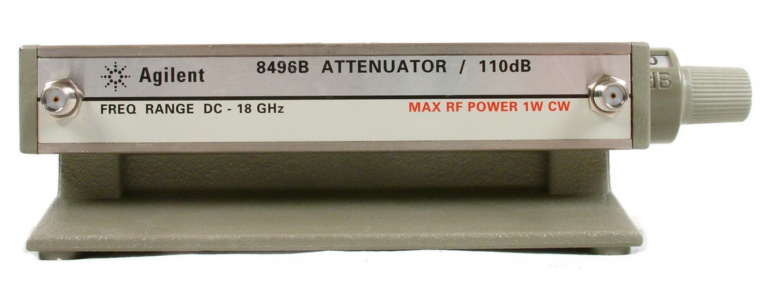 Agilent 8496B ATTENUATOR / 110dB
FREQ RANGE DC - 18 GHz MAX RF POWER 1W CW